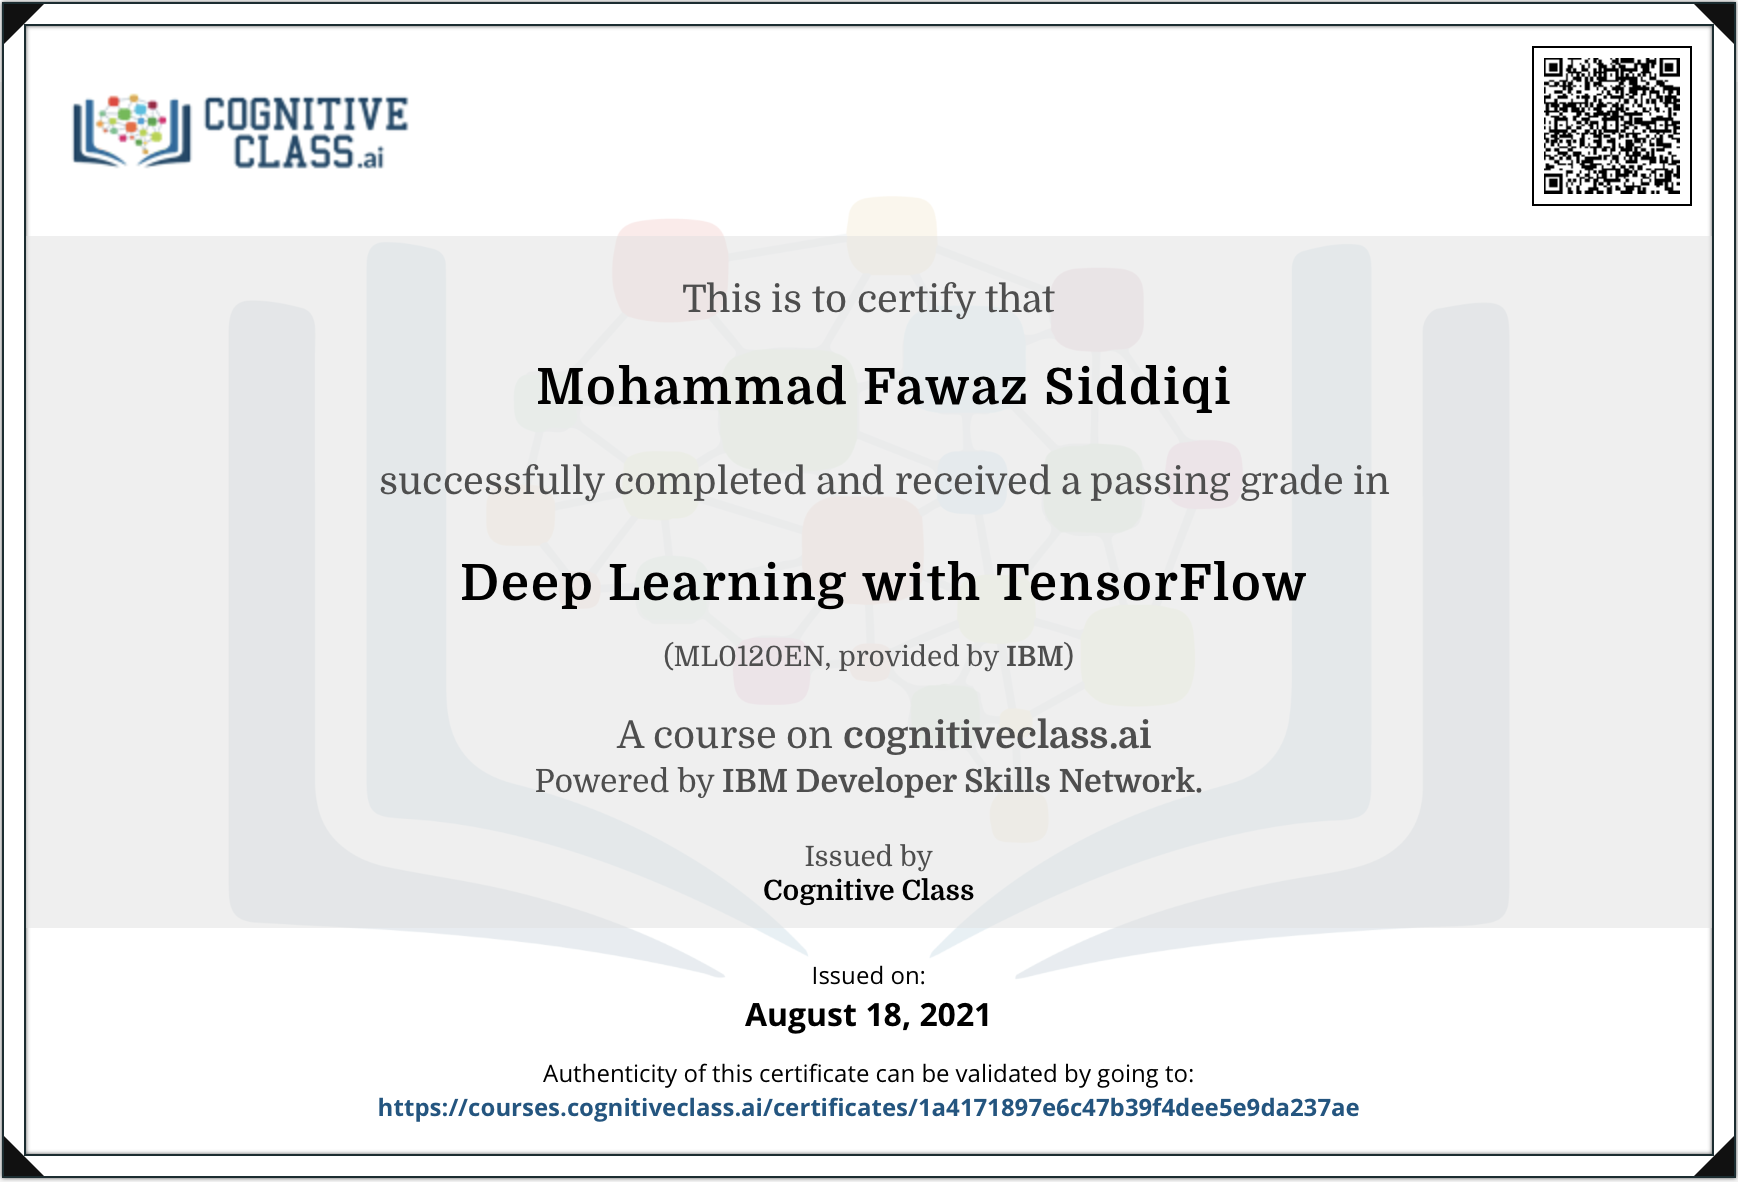 COGNITIVE
CLASS.ai
This is to certify that
Mohammad Fawaz Siddiqi
successfully completed and received a passing grade in
Deep Learning with TensorFlow
(ML0120EN, provided by IBM)
A course on cognitiveclass.ai
Powered by IBM Developer Skills Network.
Issued by
Cognitive Class
Issued on:
August 18, 2021
Authenticity of this certificate can be validated by going to:
https://courses.cognitiveclass.ai/certificates/1a4171897e6c47b39f4dee5e9da237ae